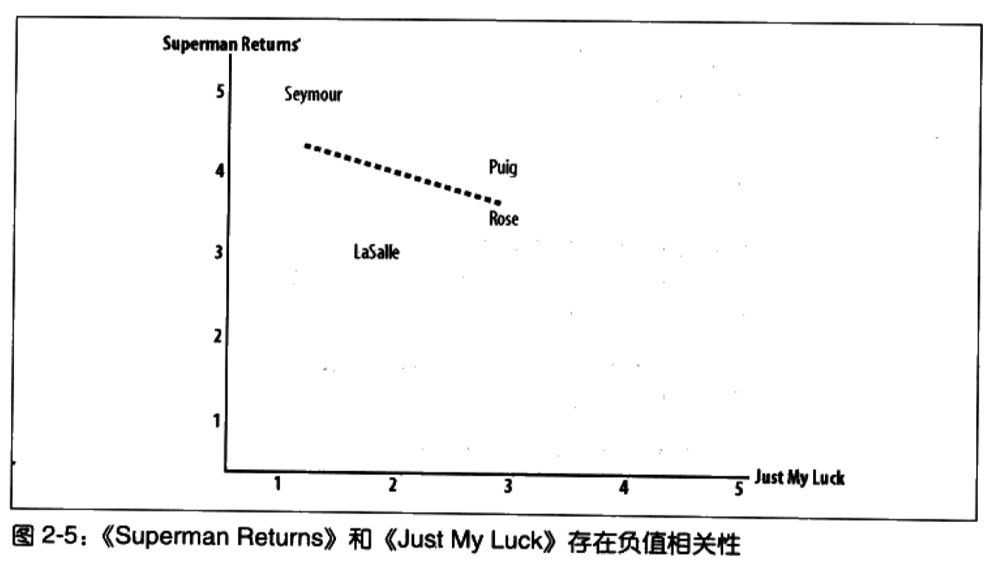 Superman Returns
5
Seymour
4
Puig
Rose
3
LaSalle
2
1
Just My Luck
1
2
3
4
5
图 2-5：《Superman Returns》和《Just My Luck》存在负值相关性